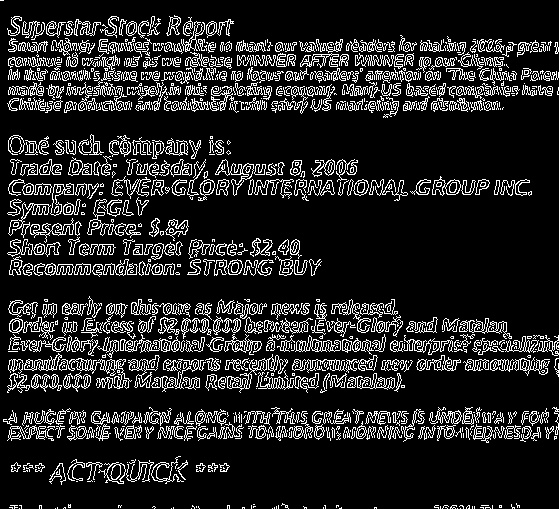 Superstar Stock Report
Smart Money Equities would like to thank our valued readers for making 2006 a great
continue to watch us as we release WINNER AFTER WINNER to our Clients.
In this month's issue we would like to focus our readers' attention on "The China
made by investing wisely in this exploding economy. Many US based companies have
Chinese production and combined it with savvy US marketing and distribution.
One such company is:
Trade Date: Tuesday, August 8, 2006
Company: EVER-GLORY INTERNATIONAL GROUP INC.
Symbol: EGLY
Present Price: $.84
Short Term Target Price: $2.40
Recommendation: STRONG BUY
Get in early on this one as Major news is released.
Order in Excess of $2,000,000 between Ever-Glory and Matalan
Ever-Glory International Group a multinational enterprise specializing
manufacturing and exports recently announced new order amounting
$2,000,000 with Matalan Retail Limited (Matalan).
A HUGE PR CAMPAIGN ALONG WITH THIS GREAT NEWS IS UNDERWAY FOR
EXPECT SOME VERY NICE GAINS TOMMOROW MORNING INTO WEDNESDAY!
*** ACT QUICK ***